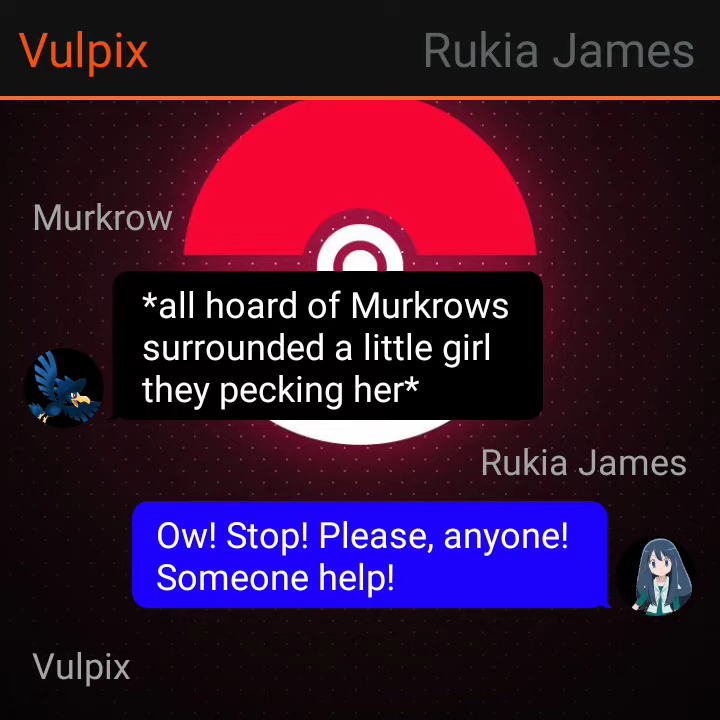 Vulpix
Rukia James
Murkrow
*all hoard of Murkrows
surrounded a little girl
they pecking her*
Rukia James
Ow! Stop! Please, anyone!
Someone help!
Vulpix